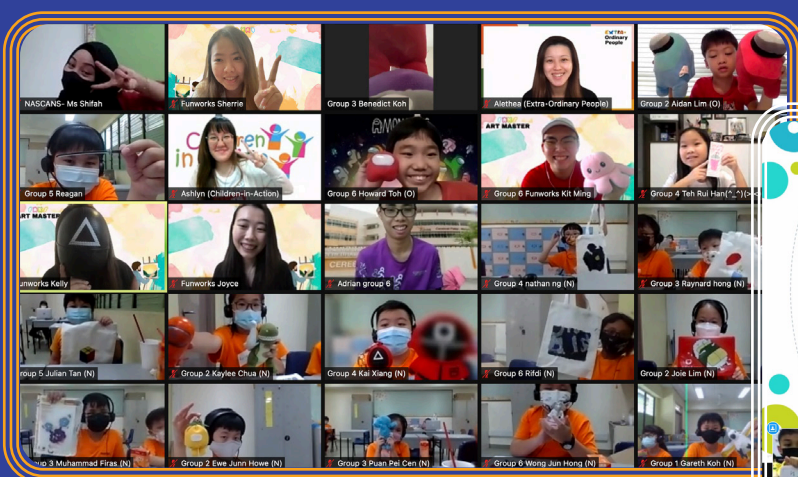 NASCANS- Ms Shifah
Funworks Sherrie
Group 3 Benedict Koh
Extra-
Ordinary
People
Alethea (Extra-Ordinary People)
Group 2 Aidan Lim (O)
Group 5 Reagan
Children
in
Ashlyn (Children-in-Action)
AMONG
Group 6 Howard Toh (O)
ART MASTER
Group 6 Funworks Kit Ming
Group 4 Teh Rui Han(^_^)(>
ART MASTER
unworks Kelly
Funworks Joyce
Adrian group 6
Group 4 nathan ng (N)
Group 3 Raynard hong (N)
roup 5 Julian Tan (N)
Group 2 Kaylee Chua (N)
Group 4 Kai Xiang (N)
Group 6 Rifdi (N)
Group 2 Joie Lim (N)
up 3 Muhammad Firas (N)
Group 2 Ewe Junn Howe (N)
Group 3 Puan Pei Cen (N)
Group 6 Wong Jun Hong (N)
Group 1 Gareth Koh (N)